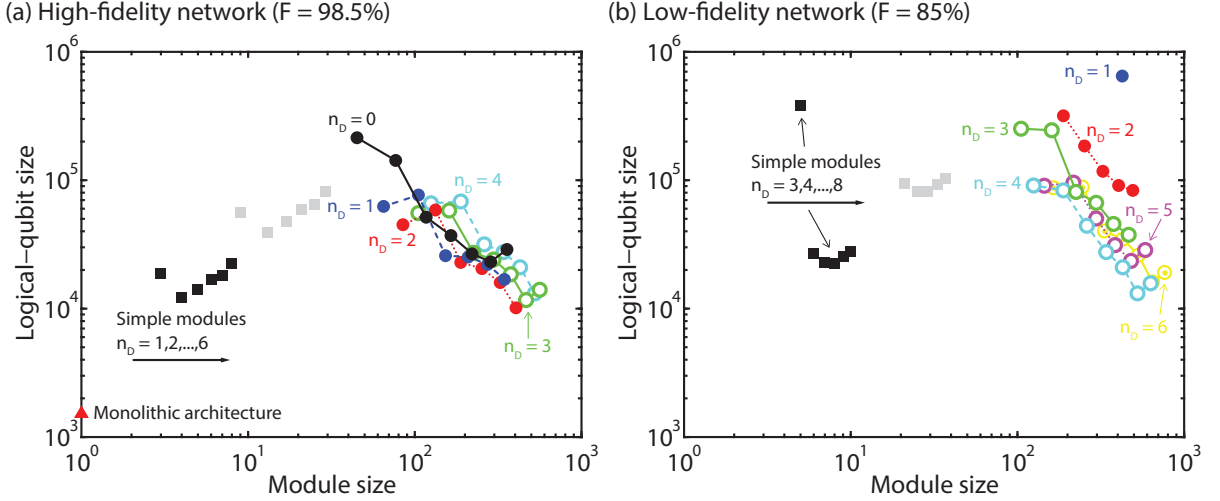 (a) High-fidelity network (F = 98.5%)
10^6
10^5
10^4
10^3
Logical-qubit size
n_D = 0
n_D = 4
n_D = 1
n_D = 2
n_D = 3
Simple modules
n_D = 1,2,...,6
Monolithic architecture
10^0
10^1
10^2
10^3
Module size
(b) Low-fidelity network (F = 85%)
10^6
10^5
10^4
10^3
Logical-qubit size
n_D = 1
n_D = 2
n_D = 3
Simple modules
n_D = 3,4,...,8
n_D = 4
n_D = 5
n_D = 6
10^0
10^1
10^2
10^3
Module size